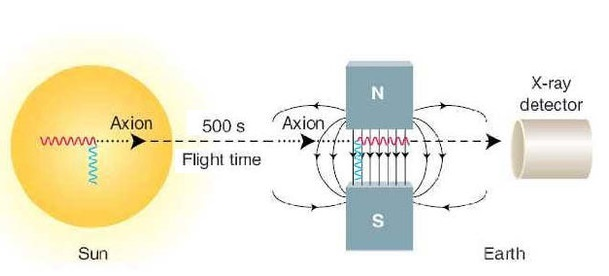 Axion
500 s
Flight time
Axion
N
S
X-ray
detector
Sun
Earth